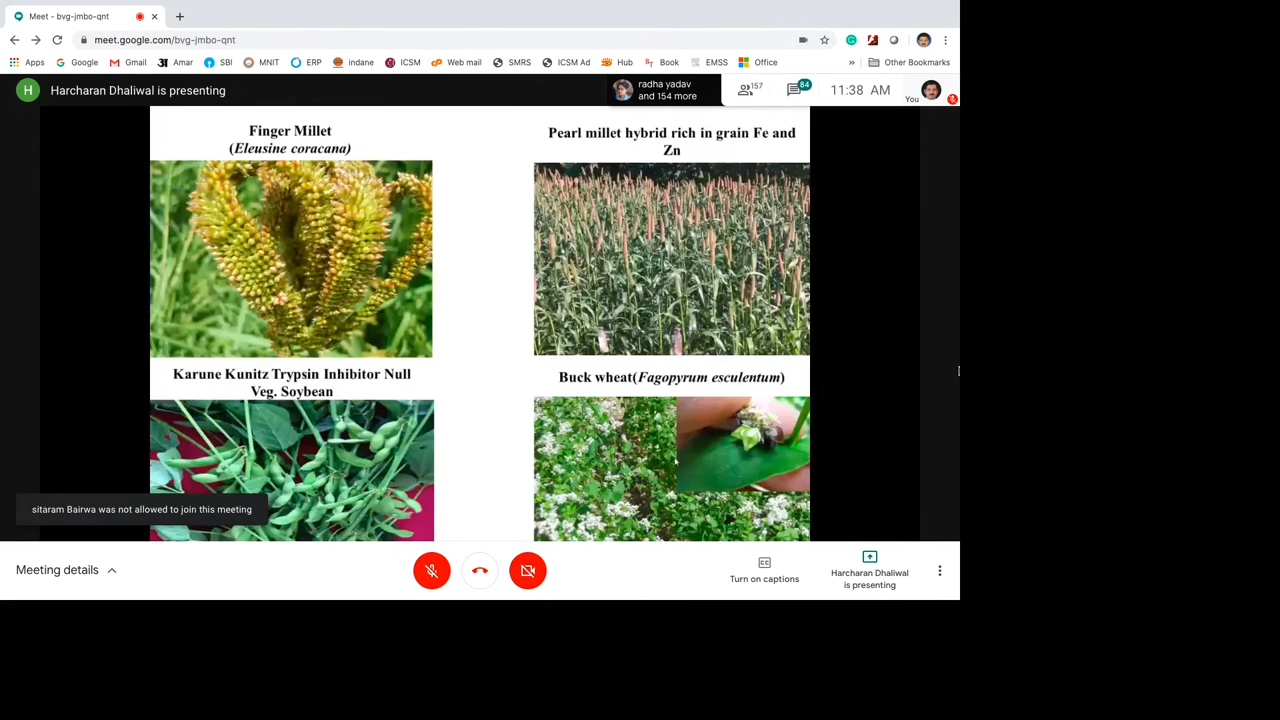 Meet - bvg-jmbo-qnt
meet.google.com/bvg-jmbo-qnt
Apps Google Gmail Amar SBI MNIT ERP indane ICSM Web mail SMRS ICSM Ad Hub Book EMSS Office » Other Bookmarks
H Harcharan Dhaliwal is presenting
radha yadav
and 154 more
157
84
11:38 AM
You
Finger Millet
(Eleusine coracana)
Pearl millet hybrid rich in grain Fe and
Zn
Karune Kunitz Trypsin Inhibitor Null
Veg. Soybean
Buck wheat(Fagopyrum esculentum)
sitaram Bairwa was not allowed to join this meeting
Meeting details
CC
Turn on captions
Harcharan Dhaliwal
is presenting